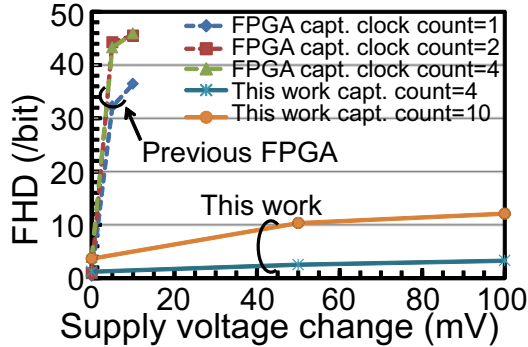 FPGA capt. clock count=1
FPGA capt. clock count=2
FPGA capt. clock count=4
This work capt. count=4
This work capt. count=10
Previous FPGA
This work
FHD (/bit)
50
40
30
20
10
0
0 20 40 60 80 100
Supply voltage change (mV)